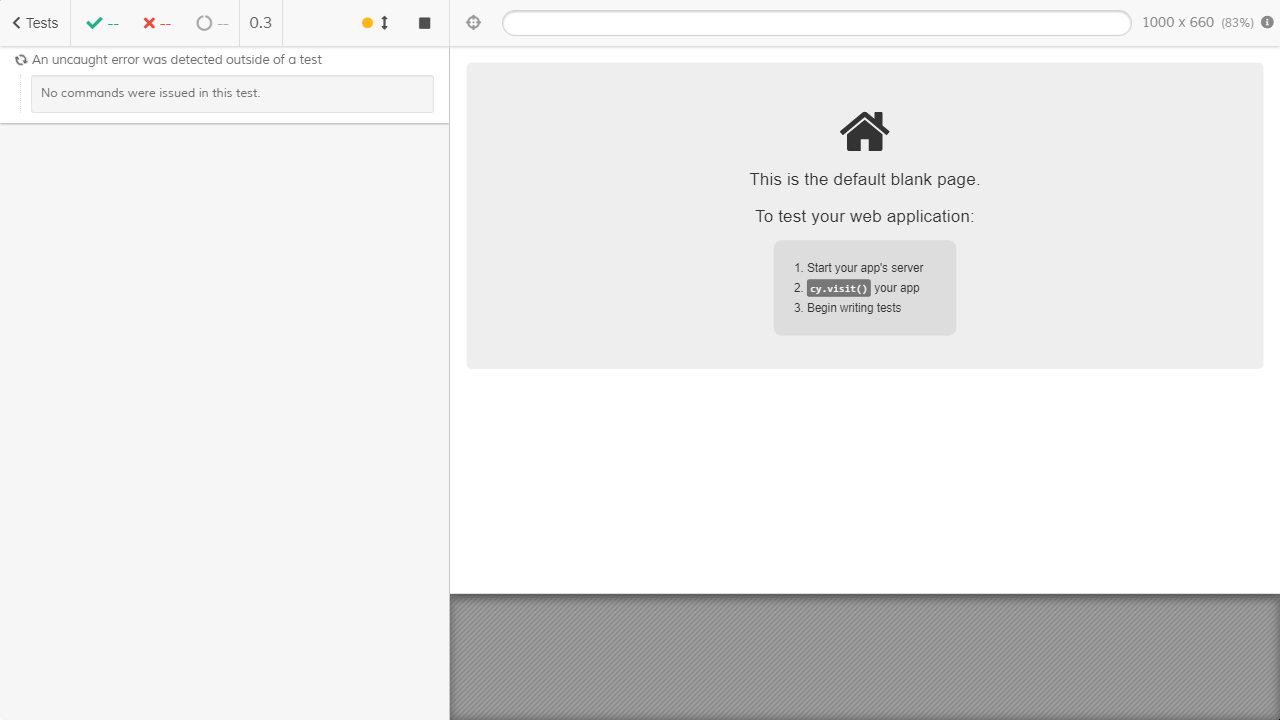 Tests
--
--
--
0.3
1000 x 660 (83%)
An uncaught error was detected outside of a test
No commands were issued in this test.
This is the default blank page.
To test your web application:
1. Start your app's server
2. cy.visit() your app
3. Begin writing tests